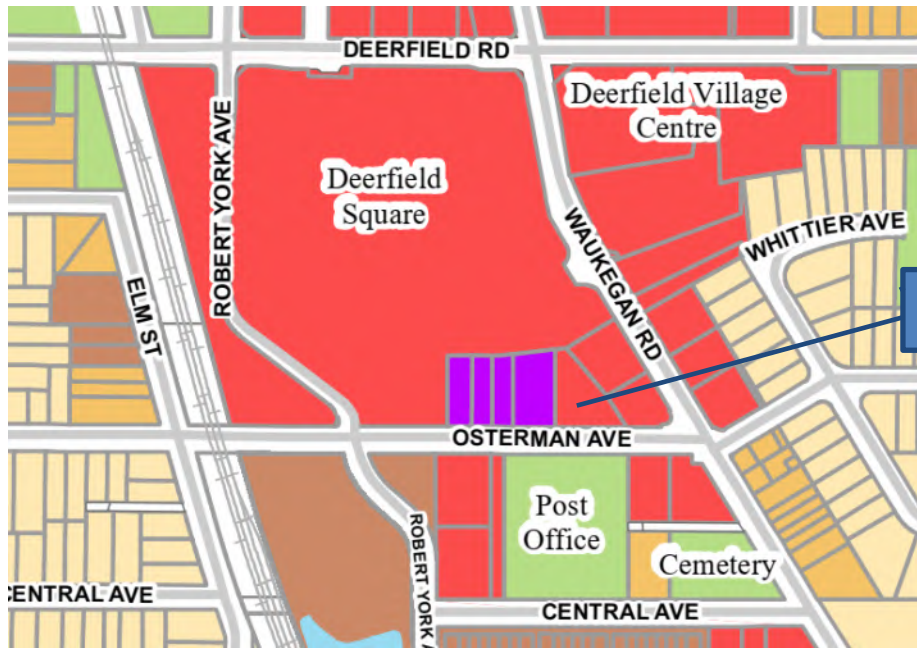 DEERFIELD RD
Deerfield Village
Centre
ROBERT YORK AVE
Deerfield
Square
WAUKEGAN RD
WHITTIER AVE
ELM ST
OSTERMAN AVE
Post
Office
ROBERT YORK A
Cemetery
CENTRAL AVE
CENTRAL AVE